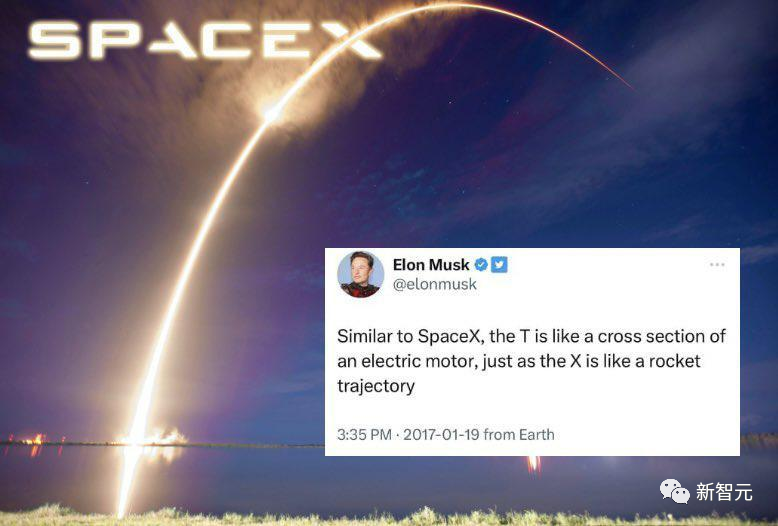 SPACEX
Elon Musk
@elonmusk
Similar to SpaceX, the T is like a cross section of
an electric motor, just as the X is like a rocket
trajectory
3:35 PM · 2017-01-19 from Earth
新智元